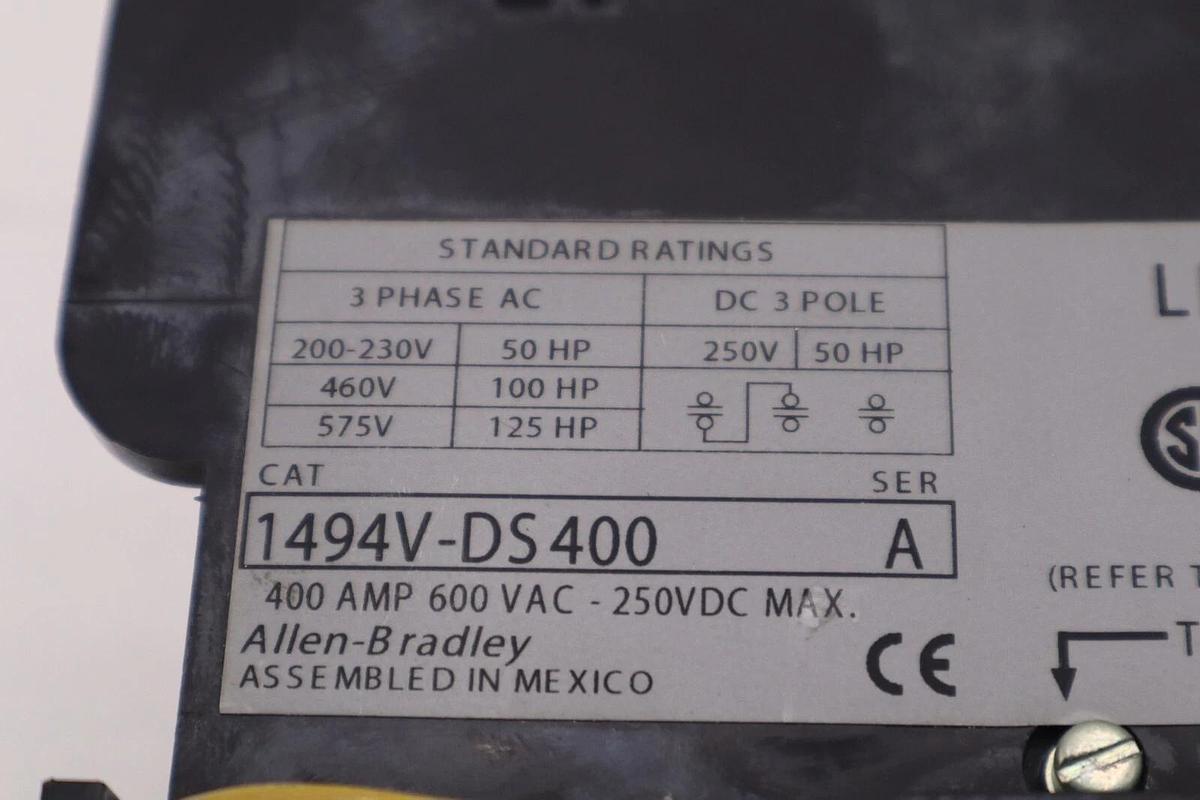 STANDARD RATINGS
3 PHASE AC DC 3 POLE
200-230V 50 HP 250V 50 HP
460V 100 HP
575V 125 HP
CAT SER
1494V-DS400 A
400 AMP 600 VAC - 250VDC MAX.
Allen-Bradley
ASSEMBLED IN MEXICO
CE
(REFER